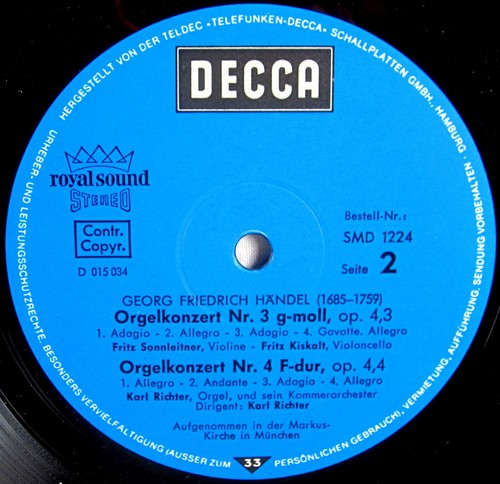 HERGESTELLT VON DER TELDEC »TELEFUNKEN-DECCA« SCHALLPLATTEN GMBH., HAMBURG
URHEBER- UND LEISTUNGSSCHUTZRECHTE, BESONDERS VERVIELFÄLTIGUNG (AUSSER ZUM PERSÖNLICHEN GEBRAUCH), VERMIETUNG, AUFFÜHRUNG, SENDUNG VORBEHALTEN.
DECCA
royal sound
STEREO
Contr.
Copyr.
D 015 034
Bestell-Nr.:
SMD 1224
Seite 2
GEORG FRIEDRICH HÄNDEL (1685-1759)
Orgelkonzert Nr. 3 g-moll, op. 4,3
1. Adagio - 2. Allegro - 3. Adagio - 4. Gavotte. Allegro
Fritz Sonnleitner, Violine - Fritz Kiskalt, Violoncello
Orgelkonzert Nr. 4 F-dur, op. 4,4
1. Allegro - 2. Andante - 3. Adagio - 4. Allegro
Karl Richter, Orgel, und sein Kammerorchester
Dirigent: Karl Richter
Aufgenommen in der Markus-
Kirche in München
33